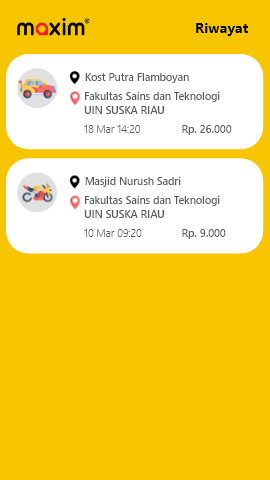 maxim®
Riwayat
Kost Putra Flamboyan
Fakultas Sains dan Teknologi
UIN SUSKA RIAU
18 Mar 14:20 Rp. 26.000
Masjid Nurush Sadri
Fakultas Sains dan Teknologi
UIN SUSKA RIAU
10 Mar 09:20 Rp. 9.000